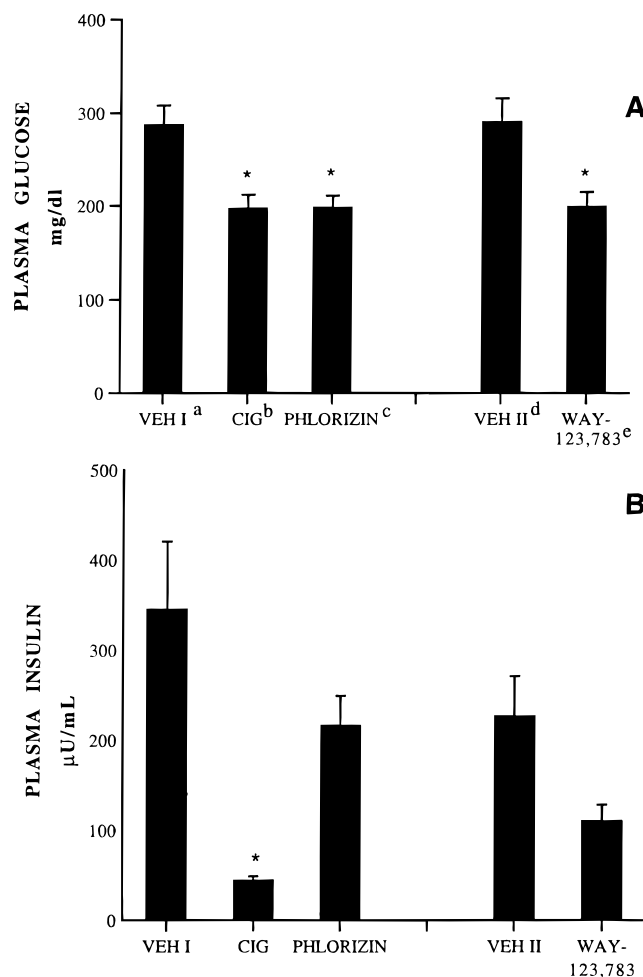 400
A
300
PLASMA GLUCOSE
mg/dl
*
*
*
200
100
0
VEH I a
CIG b
PHLORIZIN c
VEH II d
WAY-
123,783 e
500
B
400
300
PLASMA INSULIN
µU/mL
200
100
*
0
VEH I
CIG
PHLORIZIN
VEH II
WAY-
123,783